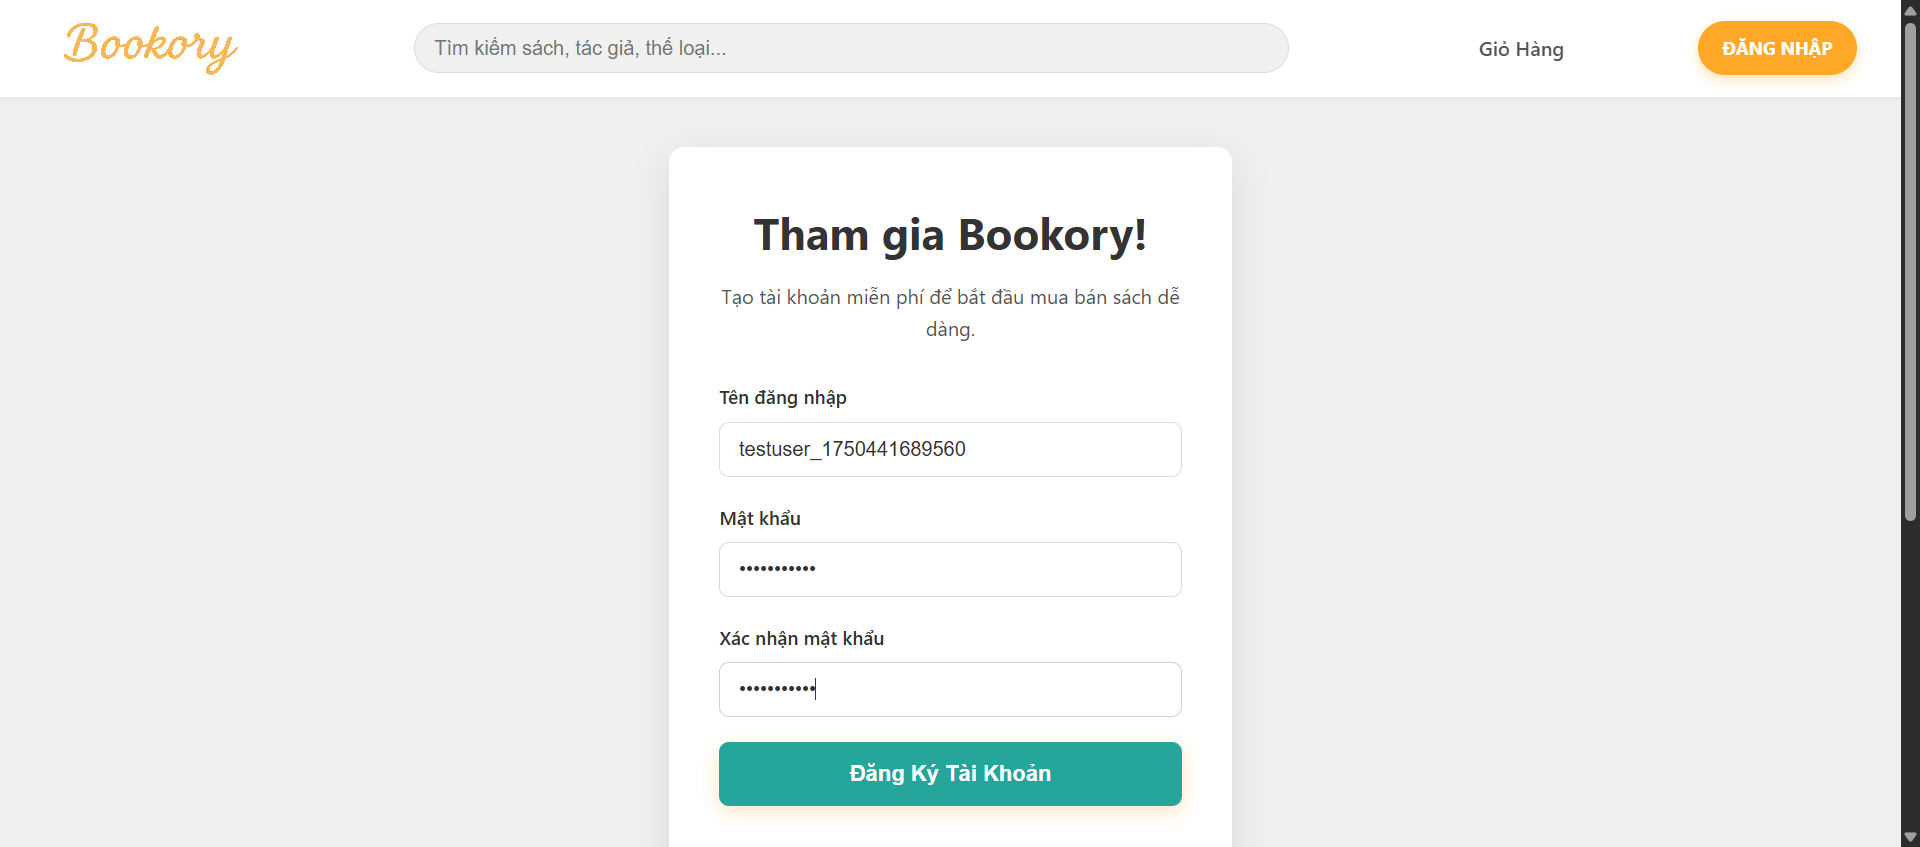 Bookory
Tìm kiếm sách, tác giả, thể loại...
Giỏ Hàng
ĐĂNG NHẬP
Tham gia Bookory!
Tạo tài khoản miễn phí để bắt đầu mua bán sách dễ
dàng.
Tên đăng nhập
testuser_1750441689560
Mật khẩu
•••••••••••
Xác nhận mật khẩu
•••••••••••
Đăng Ký Tài Khoản